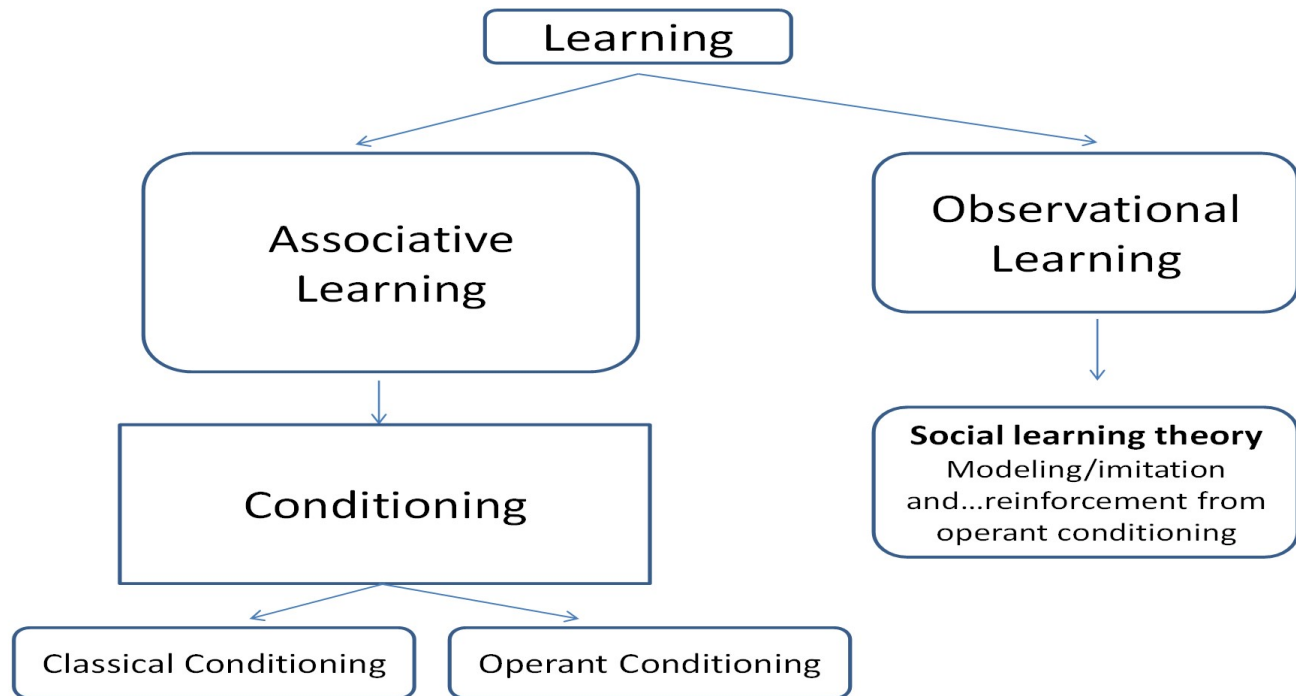 Learning
Associative
Learning
Observational
Learning
Conditioning
Social learning theory
Modeling/imitation
and...reinforcement from
operant conditioning
Classical Conditioning
Operant Conditioning